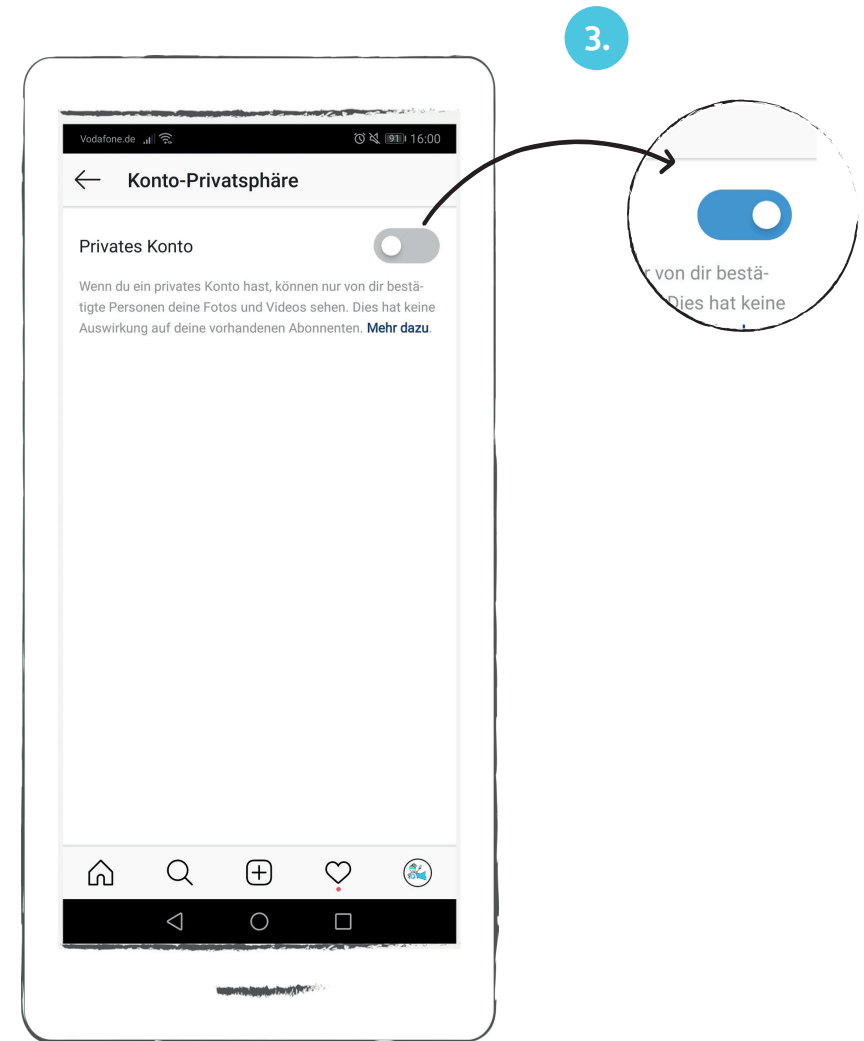 3.
Vodafone.de 91 16:00
Konto-Privatsphäre
Privates Konto
Wenn du ein privates Konto hast, können nur von dir bestä-
tigte Personen deine Fotos und Videos sehen. Dies hat keine
Auswirkung auf deine vorhandenen Abonnenten. Mehr dazu.
r von dir bestä-
Dies hat keine